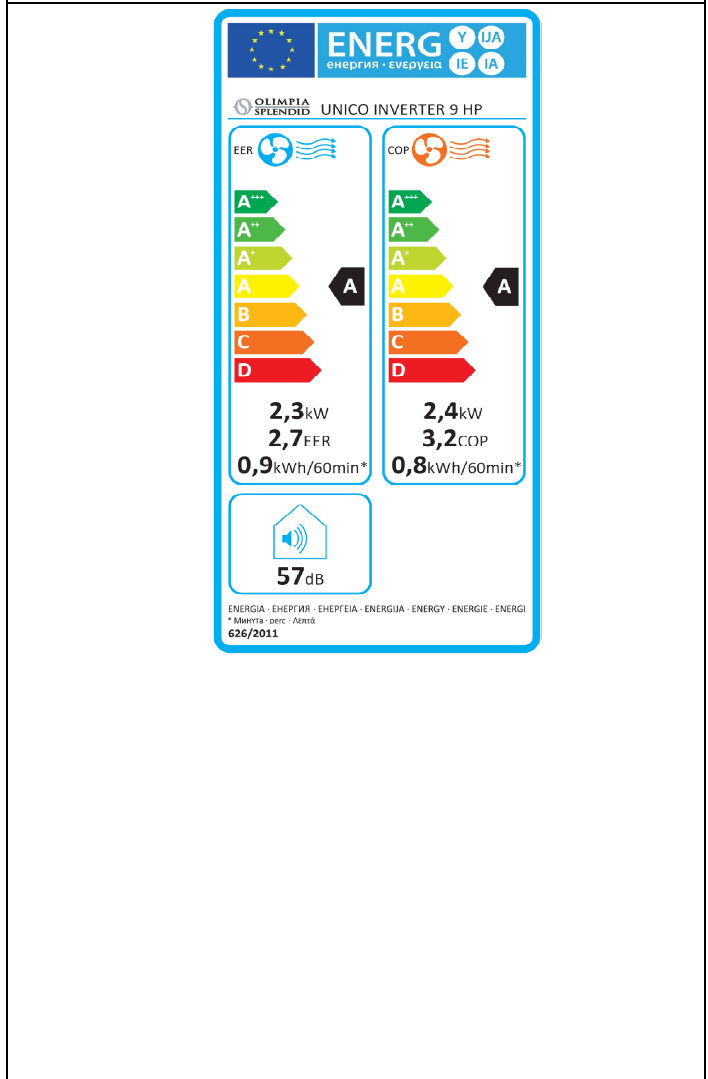 ENERG Y IJA
енергия · ενεργεια IE IA
OLIMPIA
SPLENDID UNICO INVERTER 9 HP
EER
A+++
A++
A+
A
B
C
D
A
2,3kW
2,7EER
0,9kWh/60min*
COP
A+++
A++
A+
A
B
C
D
A
2,4kW
3,2COP
0,8kWh/60min*
57dB
ENERGIA · ЕНЕРГИЯ · ΕΝΕΡΓΕΙΑ · ENERGIJA · ENERGY · ENERGIE · ENERGI
* Минута · perc · Λεπτά
626/2011